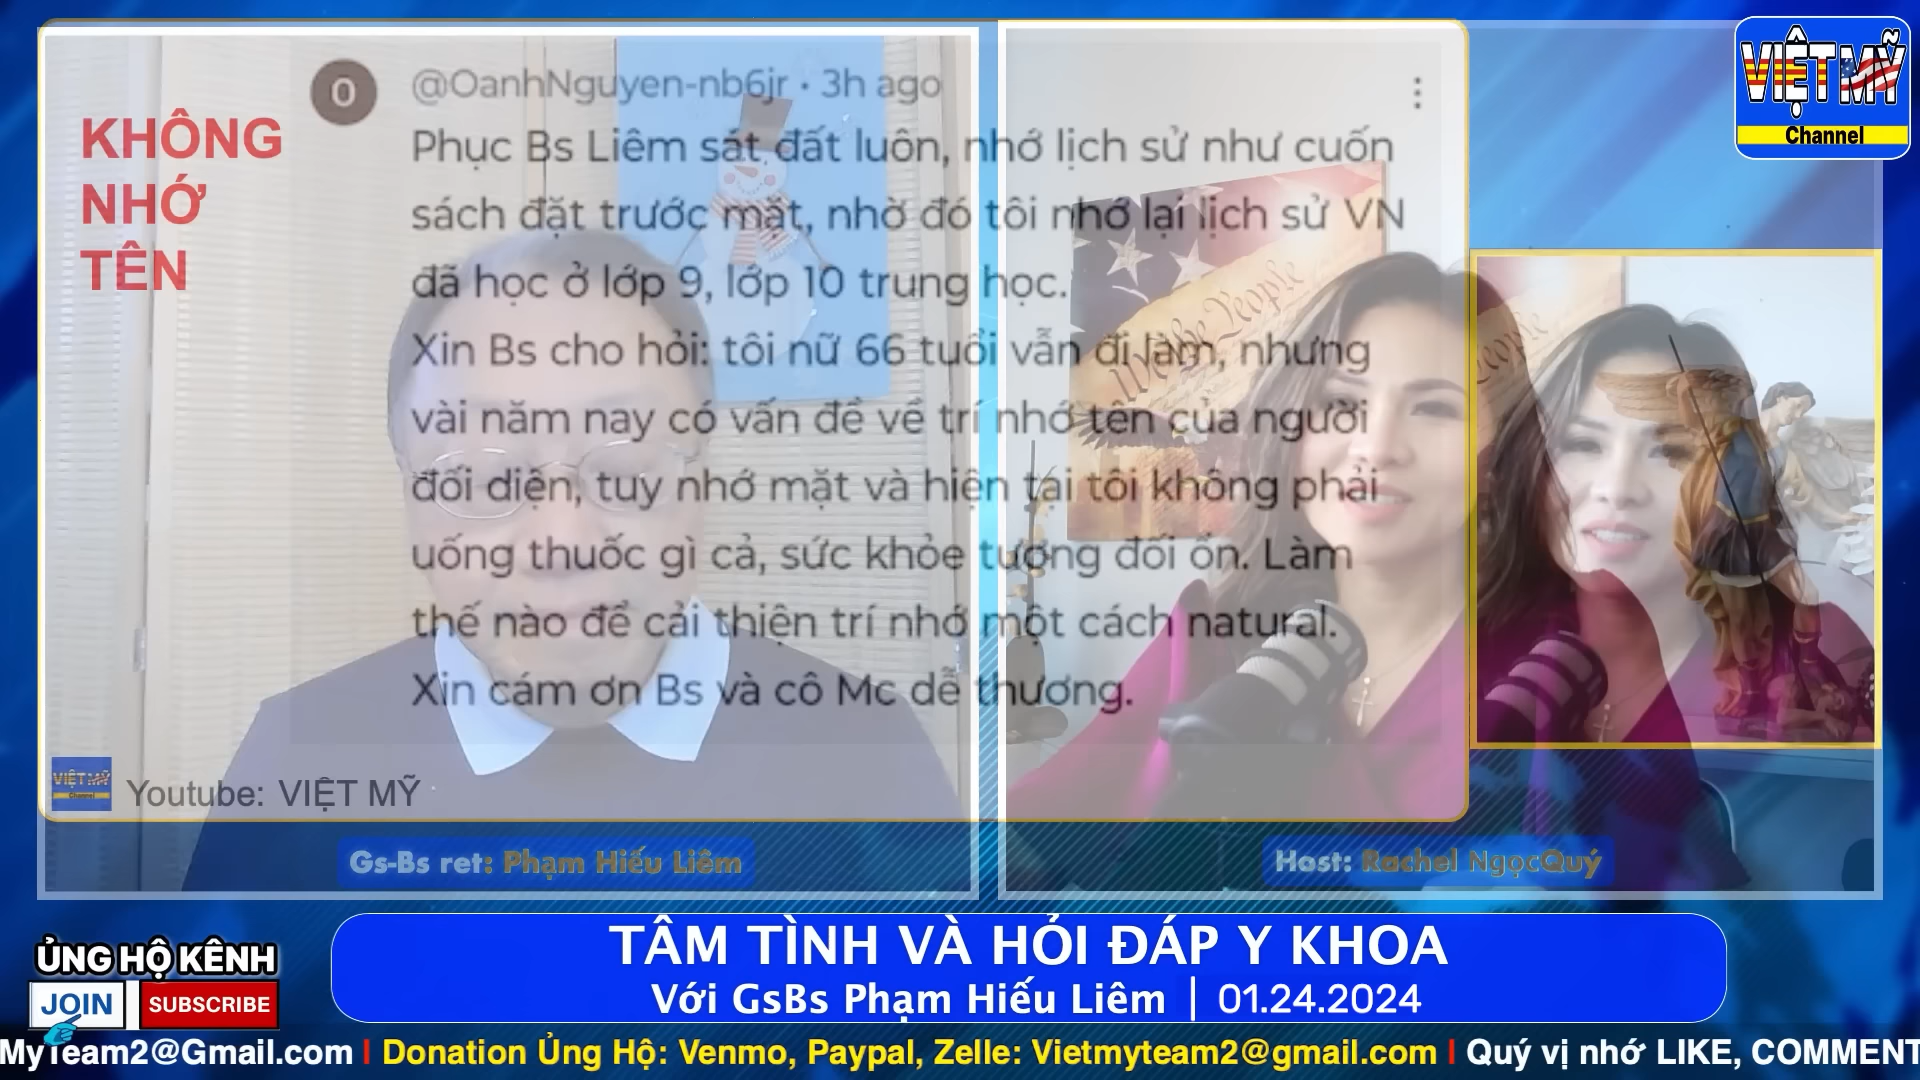 KHÔNG
NHỚ
TÊN
O
@OanhNguyen-nb6jr · 3h ago
Phục Bs Liêm sát đất luôn, nhớ lịch sử như cuốn
sách đặt trước mặt, nhờ đó tôi nhớ lại lịch sử VN
đã học ở lớp 9, lớp 10 trung học.
Xin Bs cho hỏi: tôi nữ 66 tuổi vẫn đi làm, nhưng
vài năm nay có vấn đề về trí nhớ tên của người
đối diện, tuy nhớ mặt và hiện tại tôi không phải
uống thuốc gì cả, sức khỏe tương đối ổn. Làm
thế nào để cải thiện trí nhớ một cách natural.
Xin cám ơn Bs và cô Mc dễ thương.
We the People
VIỆT MỸ
Channel
VIỆT MỸ
Channel
Youtube: VIỆT MỸ
Gs-Bs ret: Phạm Hiếu Liêm
Host: Rachel NgọcQuý
ỦNG HỘ KÊNH
JOIN
SUBSCRIBE
TÂM TÌNH VÀ HỎI ĐÁP Y KHOA
Với GsBs Phạm Hiếu Liêm | 01.24.2024
MyTeam2@Gmail.com I Donation Ủng Hộ: Venmo, Paypal, Zelle: Vietmyteam2@gmail.com I Quý vị nhớ LIKE, COMMENT